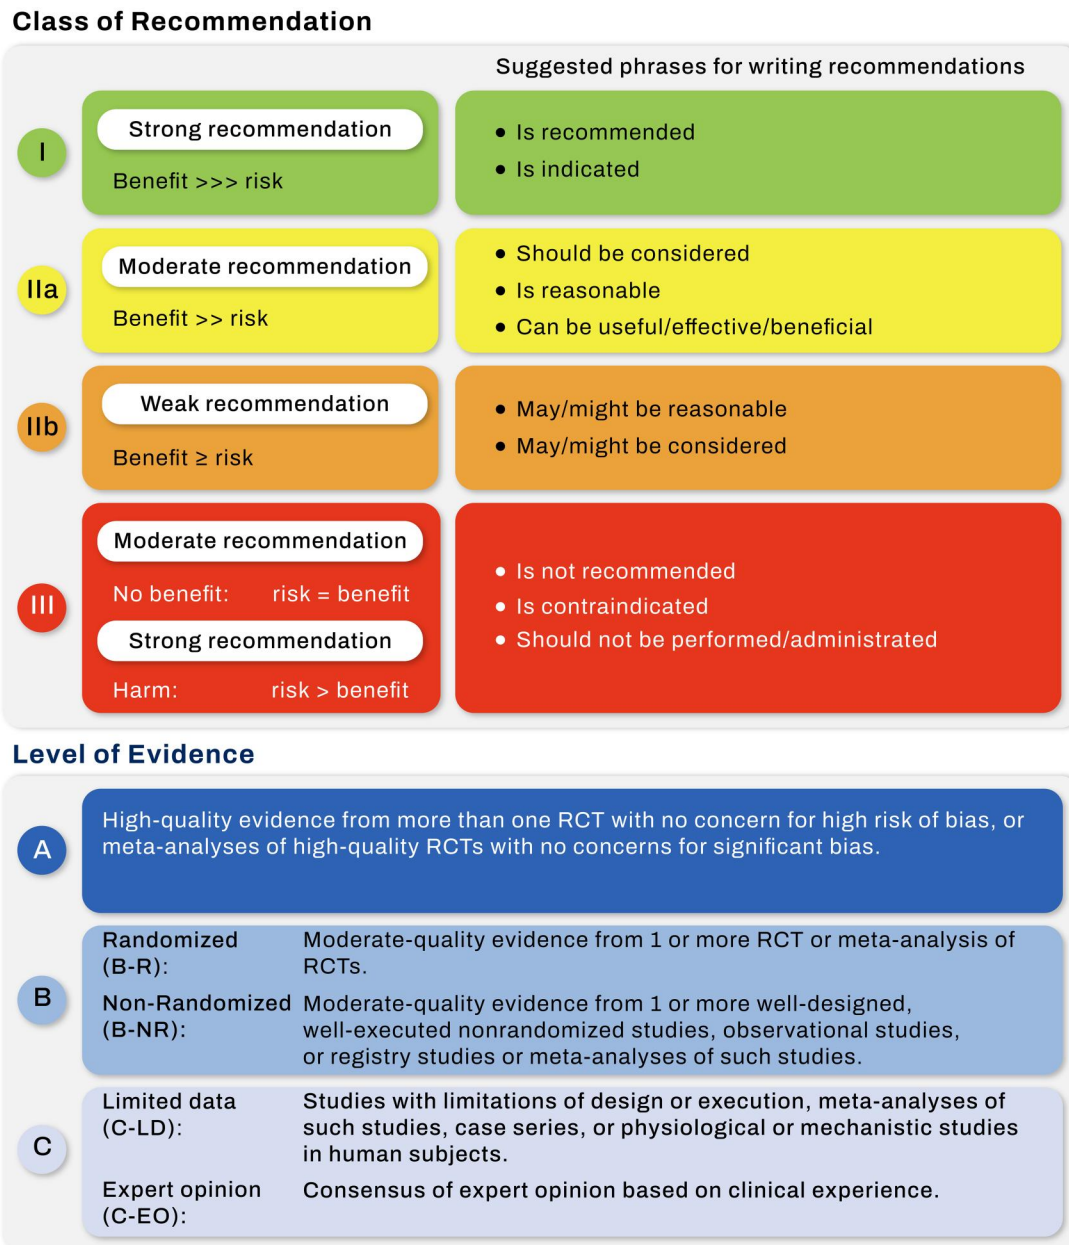 Class of Recommendation
Suggested phrases for writing recommendations
I
Strong recommendation
Benefit >>> risk
• Is recommended
• Is indicated
IIa
Moderate recommendation
Benefit >> risk
• Should be considered
• Is reasonable
• Can be useful/effective/beneficial
IIb
Weak recommendation
Benefit ≥ risk
• May/might be reasonable
• May/might be considered
III
Moderate recommendation
No benefit: risk = benefit
Strong recommendation
Harm: risk > benefit
• Is not recommended
• Is contraindicated
• Should not be performed/administrated
Level of Evidence
A
High-quality evidence from more than one RCT with no concern for high risk of bias, or
meta-analyses of high-quality RCTs with no concerns for significant bias.
B
Randomized
(B-R):
Moderate-quality evidence from 1 or more RCT or meta-analysis of
RCTs.
Non-Randomized
(B-NR):
Moderate-quality evidence from 1 or more well-designed,
well-executed nonrandomized studies, observational studies,
or registry studies or meta-analyses of such studies.
C
Limited data
(C-LD):
Studies with limitations of design or execution, meta-analyses of
such studies, case series, or physiological or mechanistic studies
in human subjects.
Expert opinion
(C-EO):
Consensus of expert opinion based on clinical experience.